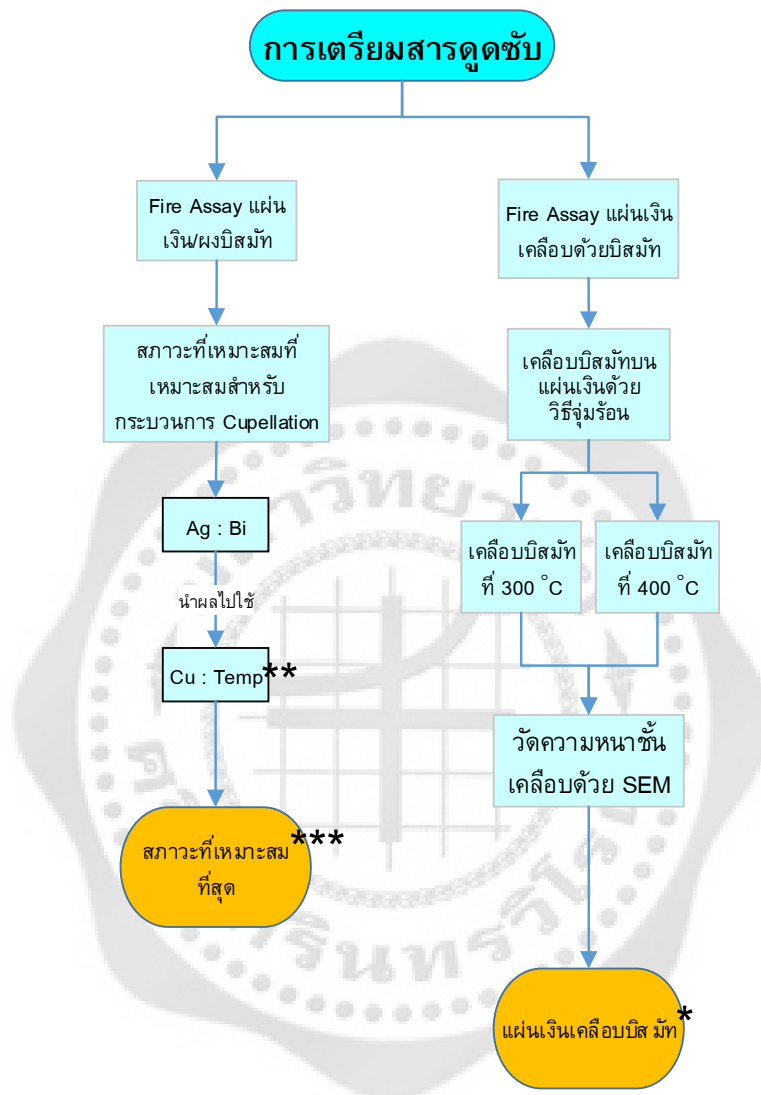 การเตรียมสารดูดซับ
Fire Assay แผ่น
เงิน/ผงบิสมัท
สภาวะที่เหมาะสมที่
เหมาะสมสำหรับ
กระบวนการ Cupellation
Ag : Bi
นำผลไปใช้
Cu : Temp**
สภาวะที่เหมาะสม***
ที่สุด
Fire Assay แผ่นเงิน
เคลือบด้วยบิสมัท
เคลือบบิสมัทบน
แผ่นเงินด้วย
วิธีจุ่มร้อน
เคลือบบิสมัท
ที่ 300 °C
เคลือบบิสมัท
ที่ 400 °C
วัดความหนาชั้น
เคลือบด้วย SEM
แผ่นเงินเคลือบบิสมัท*